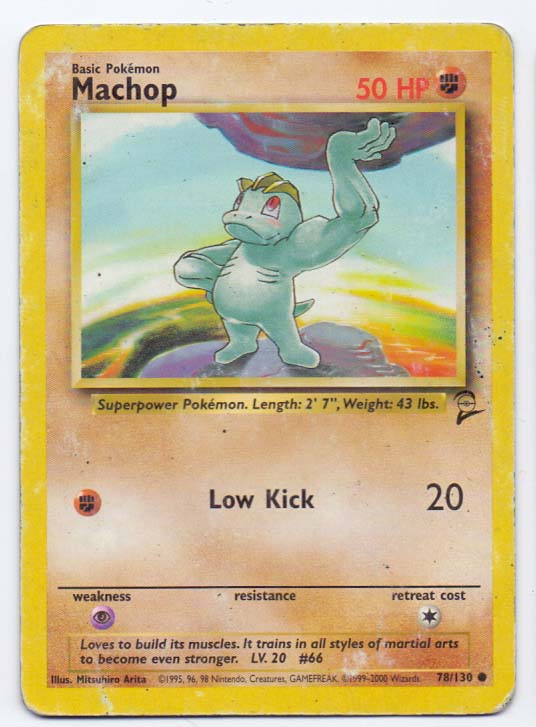 Basic Pokémon
Machop
50 HP
Superpower Pokémon. Length: 2' 7", Weight: 43 lbs.
Low Kick 20
weakness resistance retreat cost
Loves to build its muscles. It trains in all styles of martial arts
to become even stronger. LV. 20 #66
Illus. Mitsuhiro Arita ©1995, 96, 98 Nintendo, Creatures, GAMEFREAK. ©1999-2000 Wizards. 78/130